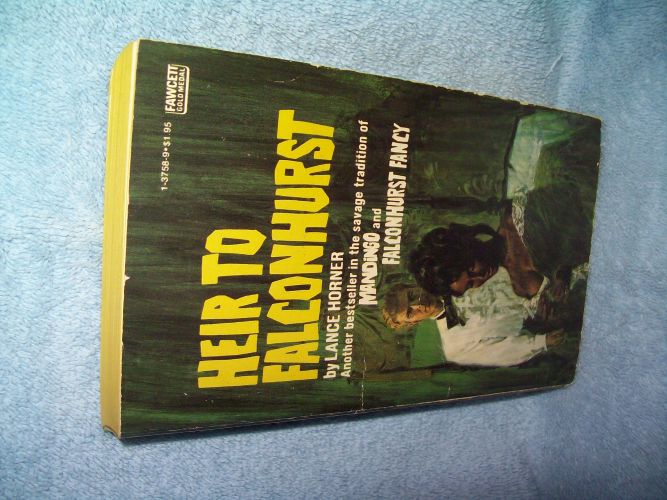 FAWCETT
GOLD MEDAL
1-3758-9•$1.95
HEIR TO
FALCONHURST
by LANCE HORNER
Another bestseller in the savage tradition of
MANDINGO and
FALCONHURST FANCY